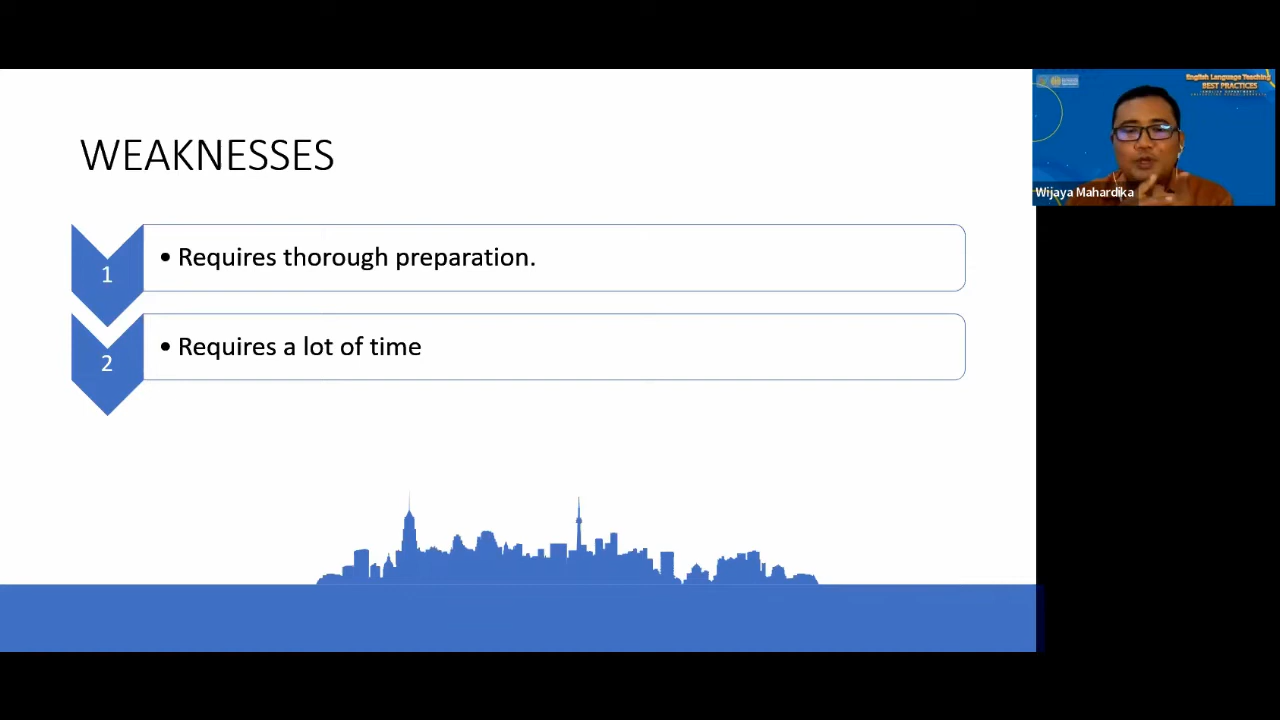 WEAKNESSES
1
• Requires thorough preparation.
2
• Requires a lot of time
English Language Teaching
BEST PRACTICES
Wijaya Mahardika